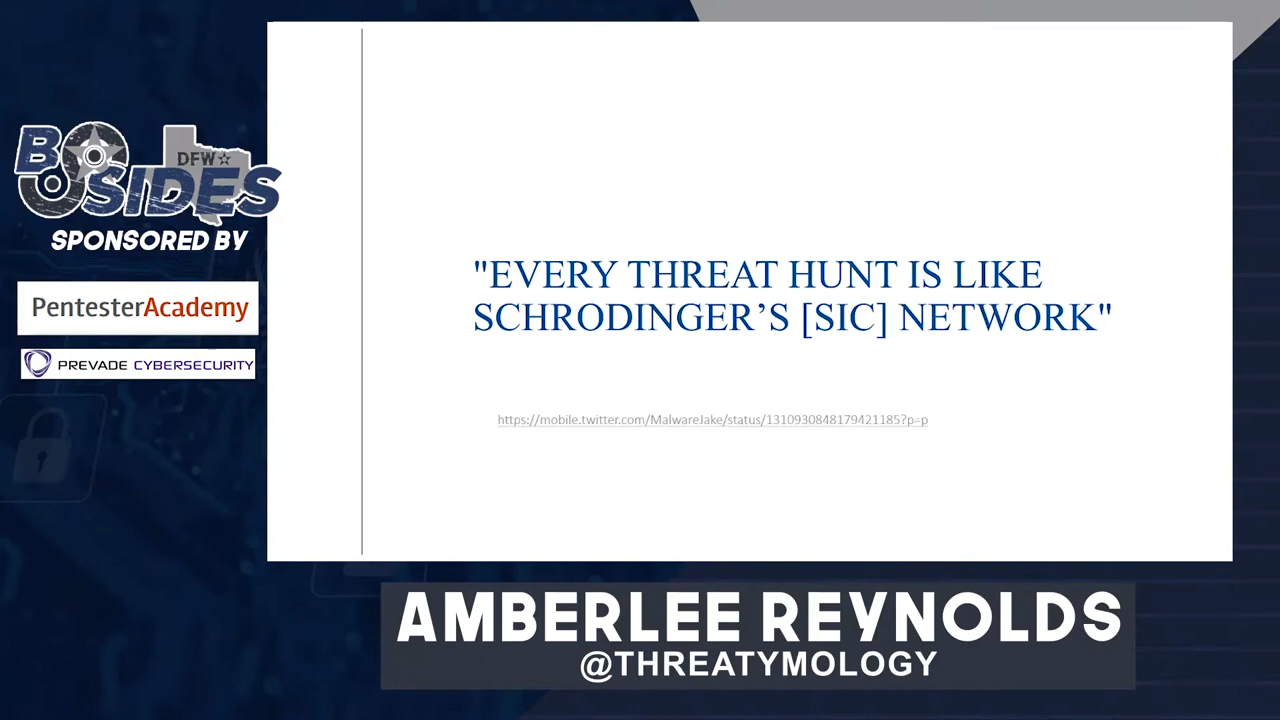 B SIDES
DFW
SPONSORED BY
PentesterAcademy
PREVADE CYBERSECURITY
"EVERY THREAT HUNT IS LIKE
SCHRODINGER’S [SIC] NETWORK"
https://mobile.twitter.com/MalwareJake/status/1310930848179421185?p=p
AMBERLEE REYNOLDS
@THREATYMOLOGY